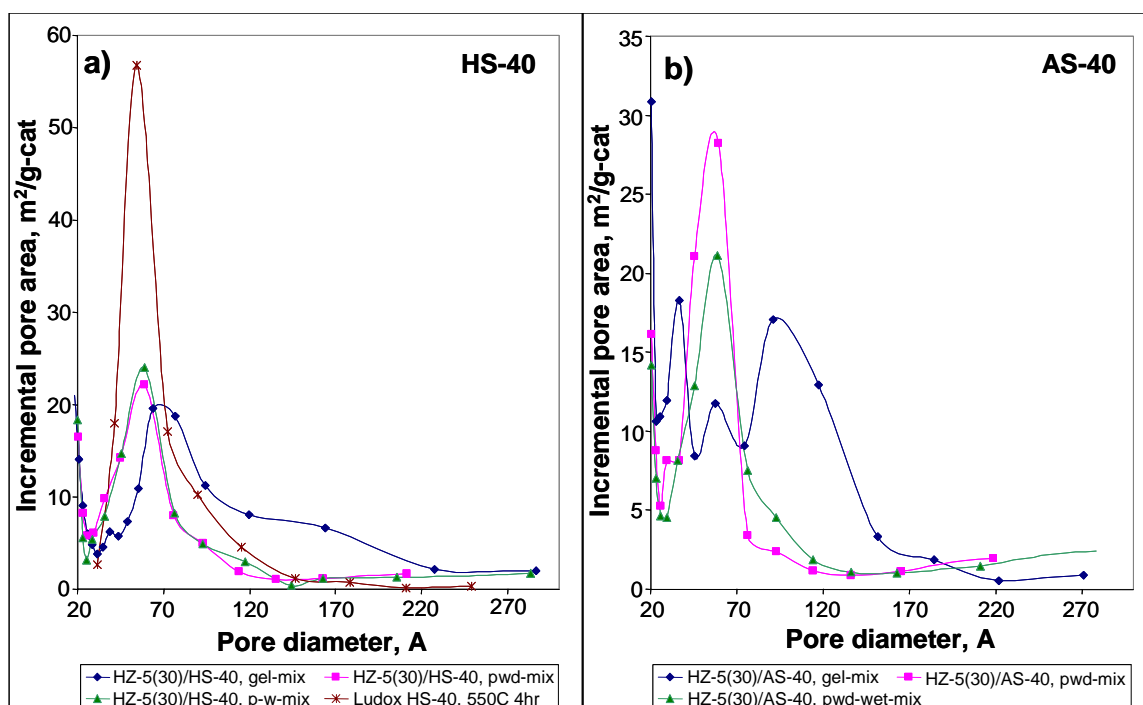 a)
HS-40
60
50
40
30
20
10
0
Incremental pore area, m²/g-cat
20 70 120 170 220 270
Pore diameter, A
HZ-5(30)/HS-40, gel-mix
HZ-5(30)/HS-40, pwd-mix
HZ-5(30)/HS-40, p-w-mix
Ludox HS-40, 550C 4hr
b)
AS-40
35
30
25
20
15
10
5
0
Incremental pore area, m²/g-cat
20 70 120 170 220 270
Pore diameter, A
HZ-5(30)/AS-40, gel-mix
HZ-5(30)/AS-40, pwd-mix
HZ-5(30)/AS-40, pwd-wet-mix